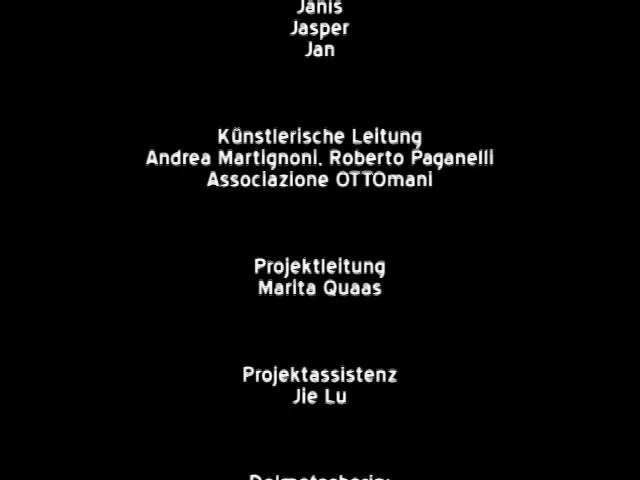 Janis
Jasper
Jan
Künstlerische Leitung
Andrea Martignoni, Roberto Paganelli
Associazione OTTOmani
Projektleitung
Marita Quaas
Projektassistenz
Jie Lu